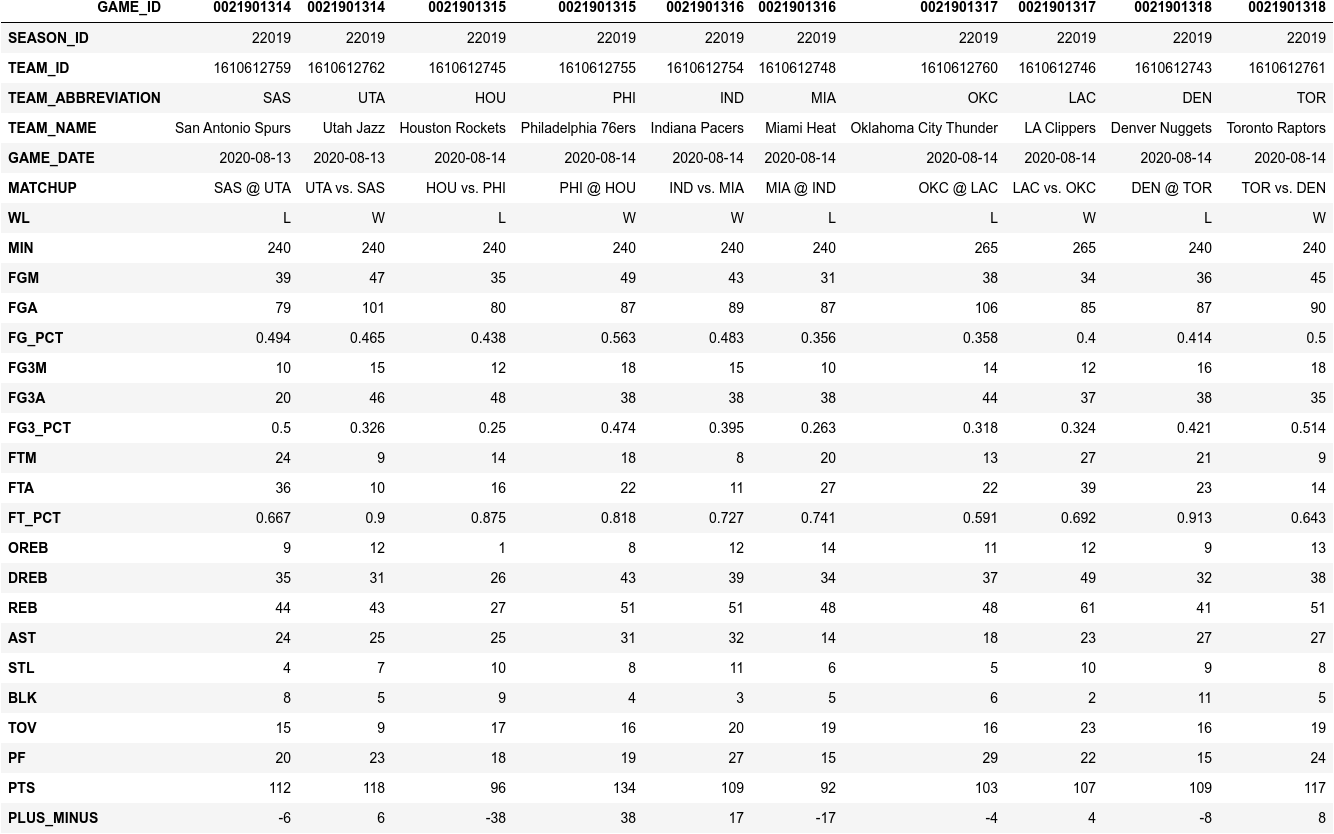 GAME_ID 0021901314 0021901314 0021901315 0021901315 0021901316 0021901316 0021901317 0021901317 0021901318 0021901318
SEASON_ID 22019 22019 22019 22019 22019 22019 22019 22019 22019 22019
TEAM_ID 1610612759 1610612762 1610612745 1610612755 1610612754 1610612748 1610612760 1610612746 1610612743 1610612761
TEAM_ABBREVIATION SAS UTA HOU PHI IND MIA OKC LAC DEN TOR
TEAM_NAME San Antonio Spurs Utah Jazz Houston Rockets Philadelphia 76ers Indiana Pacers Miami Heat Oklahoma City Thunder LA Clippers Denver Nuggets Toronto Raptors
GAME_DATE 2020-08-13 2020-08-13 2020-08-14 2020-08-14 2020-08-14 2020-08-14 2020-08-14 2020-08-14 2020-08-14 2020-08-14
MATCHUP SAS @ UTA UTA vs. SAS HOU vs. PHI PHI @ HOU IND vs. MIA MIA @ IND OKC @ LAC LAC vs. OKC DEN @ TOR TOR vs. DEN
WL L W L W W L L W L W
MIN 240 240 240 240 240 240 265 265 240 240
FGM 39 47 35 49 43 31 38 34 36 45
FGA 79 101 80 87 89 87 106 85 87 90
FG_PCT 0.494 0.465 0.438 0.563 0.483 0.356 0.358 0.4 0.414 0.5
FG3M 10 15 12 18 15 10 14 12 16 18
FG3A 20 46 48 38 38 38 44 37 38 35
FG3_PCT 0.5 0.326 0.25 0.474 0.395 0.263 0.318 0.324 0.421 0.514
FTM 24 9 14 18 8 20 13 27 21 9
FTA 36 10 16 22 11 27 22 39 23 14
FT_PCT 0.667 0.9 0.875 0.818 0.727 0.741 0.591 0.692 0.913 0.643
OREB 9 12 1 8 12 14 11 12 9 13
DREB 35 31 26 43 39 34 37 49 32 38
REB 44 43 27 51 51 48 48 61 41 51
AST 24 25 25 31 32 14 18 23 27 27
STL 4 7 10 8 11 6 5 10 9 8
BLK 8 5 9 4 3 5 6 2 11 5
TOV 15 9 17 16 20 19 16 23 16 19
PF 20 23 18 19 27 15 29 22 15 24
PTS 112 118 96 134 109 92 103 107 109 117
PLUS_MINUS -6 6 -38 38 17 -17 -4 4 -8 8